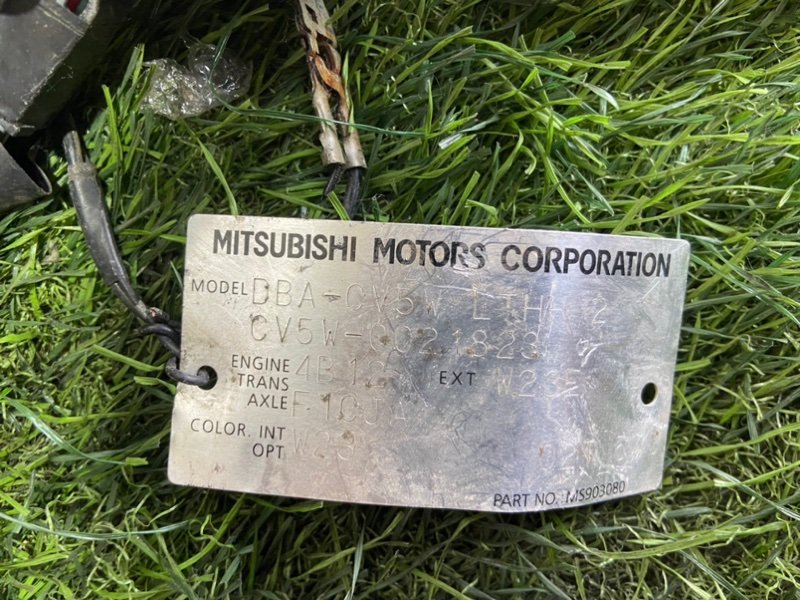 MITSUBISHI MOTORS CORPORATION
MODEL DBA-CV5W
CV5W-0021823
ENGINE 4B12 EXT W23
TRANS
AXLE
COLOR. INT
OPT.
PART NO. MS903080